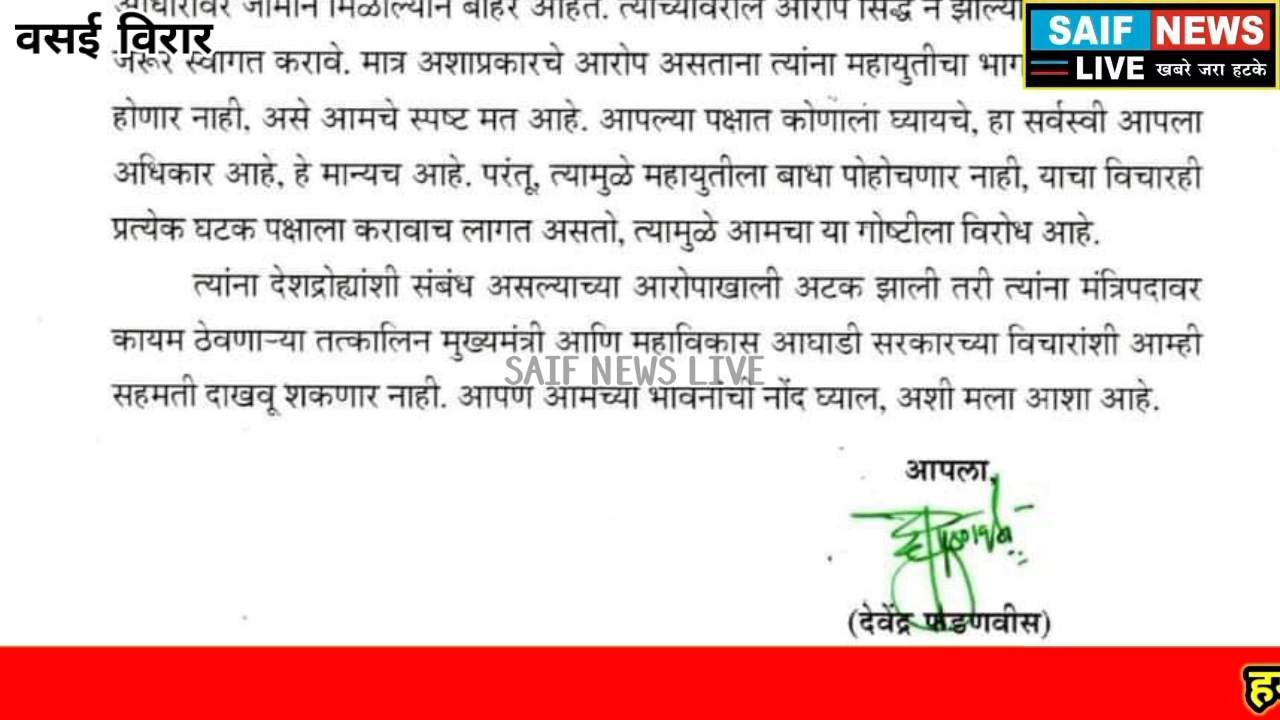 आधारावर जामीन मिळाल्याने बाहेर आहेत. त्यांच्यावरील आरोप सिद्ध न झाल्या
वसई विरार
SAIF NEWS
LIVE खबरे जरा हटके
जरूर स्वागत करावे. मात्र अशाप्रकारचे आरोप असताना त्यांना महायुतीचा भाग
होणार नाही, असे आमचे स्पष्ट मत आहे. आपल्या पक्षात कोणाला घ्यायचे, हा सर्वस्वी आपला
अधिकार आहे, हे मान्यच आहे. परंतू, त्यामुळे महायुतीला बाधा पोहोचणार नाही, याचा विचारही
प्रत्येक घटक पक्षाला करावाच लागत असतो, त्यामुळे आमचा या गोष्टीला विरोध आहे.
त्यांना देशद्रोह्यांशी संबंध असल्याच्या आरोपाखाली अटक झाली तरी त्यांना मंत्रिपदावर
कायम ठेवणाऱ्या तत्कालिन मुख्यमंत्री आणि महाविकास आघाडी सरकारच्या विचारांशी आम्ही
SAIF NEWS LIVE
सहमती दाखवू शकणार नाही. आपण आमच्या भावनांची नोंद घ्याल, अशी मला आशा आहे.
आपला,
(देवेंद्र फडणवीस)